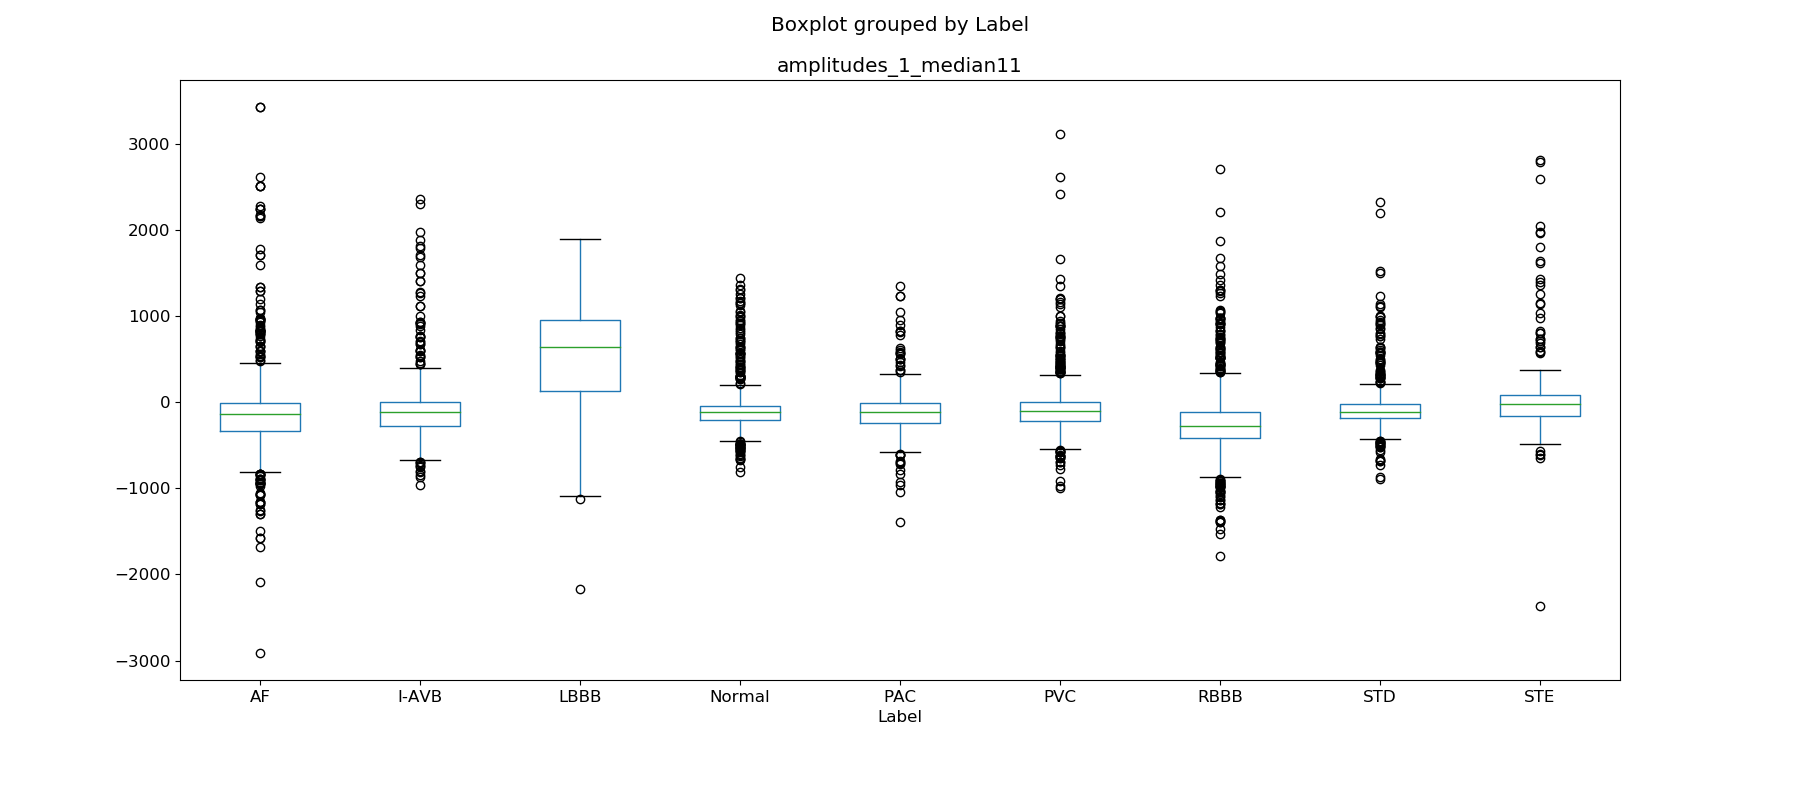 Boxplot grouped by Label
amplitudes_1_median11
3000
2000
1000
0
−1000
−2000
−3000
AF I-AVB LBBB Normal PAC PVC RBBB STD STE
Label